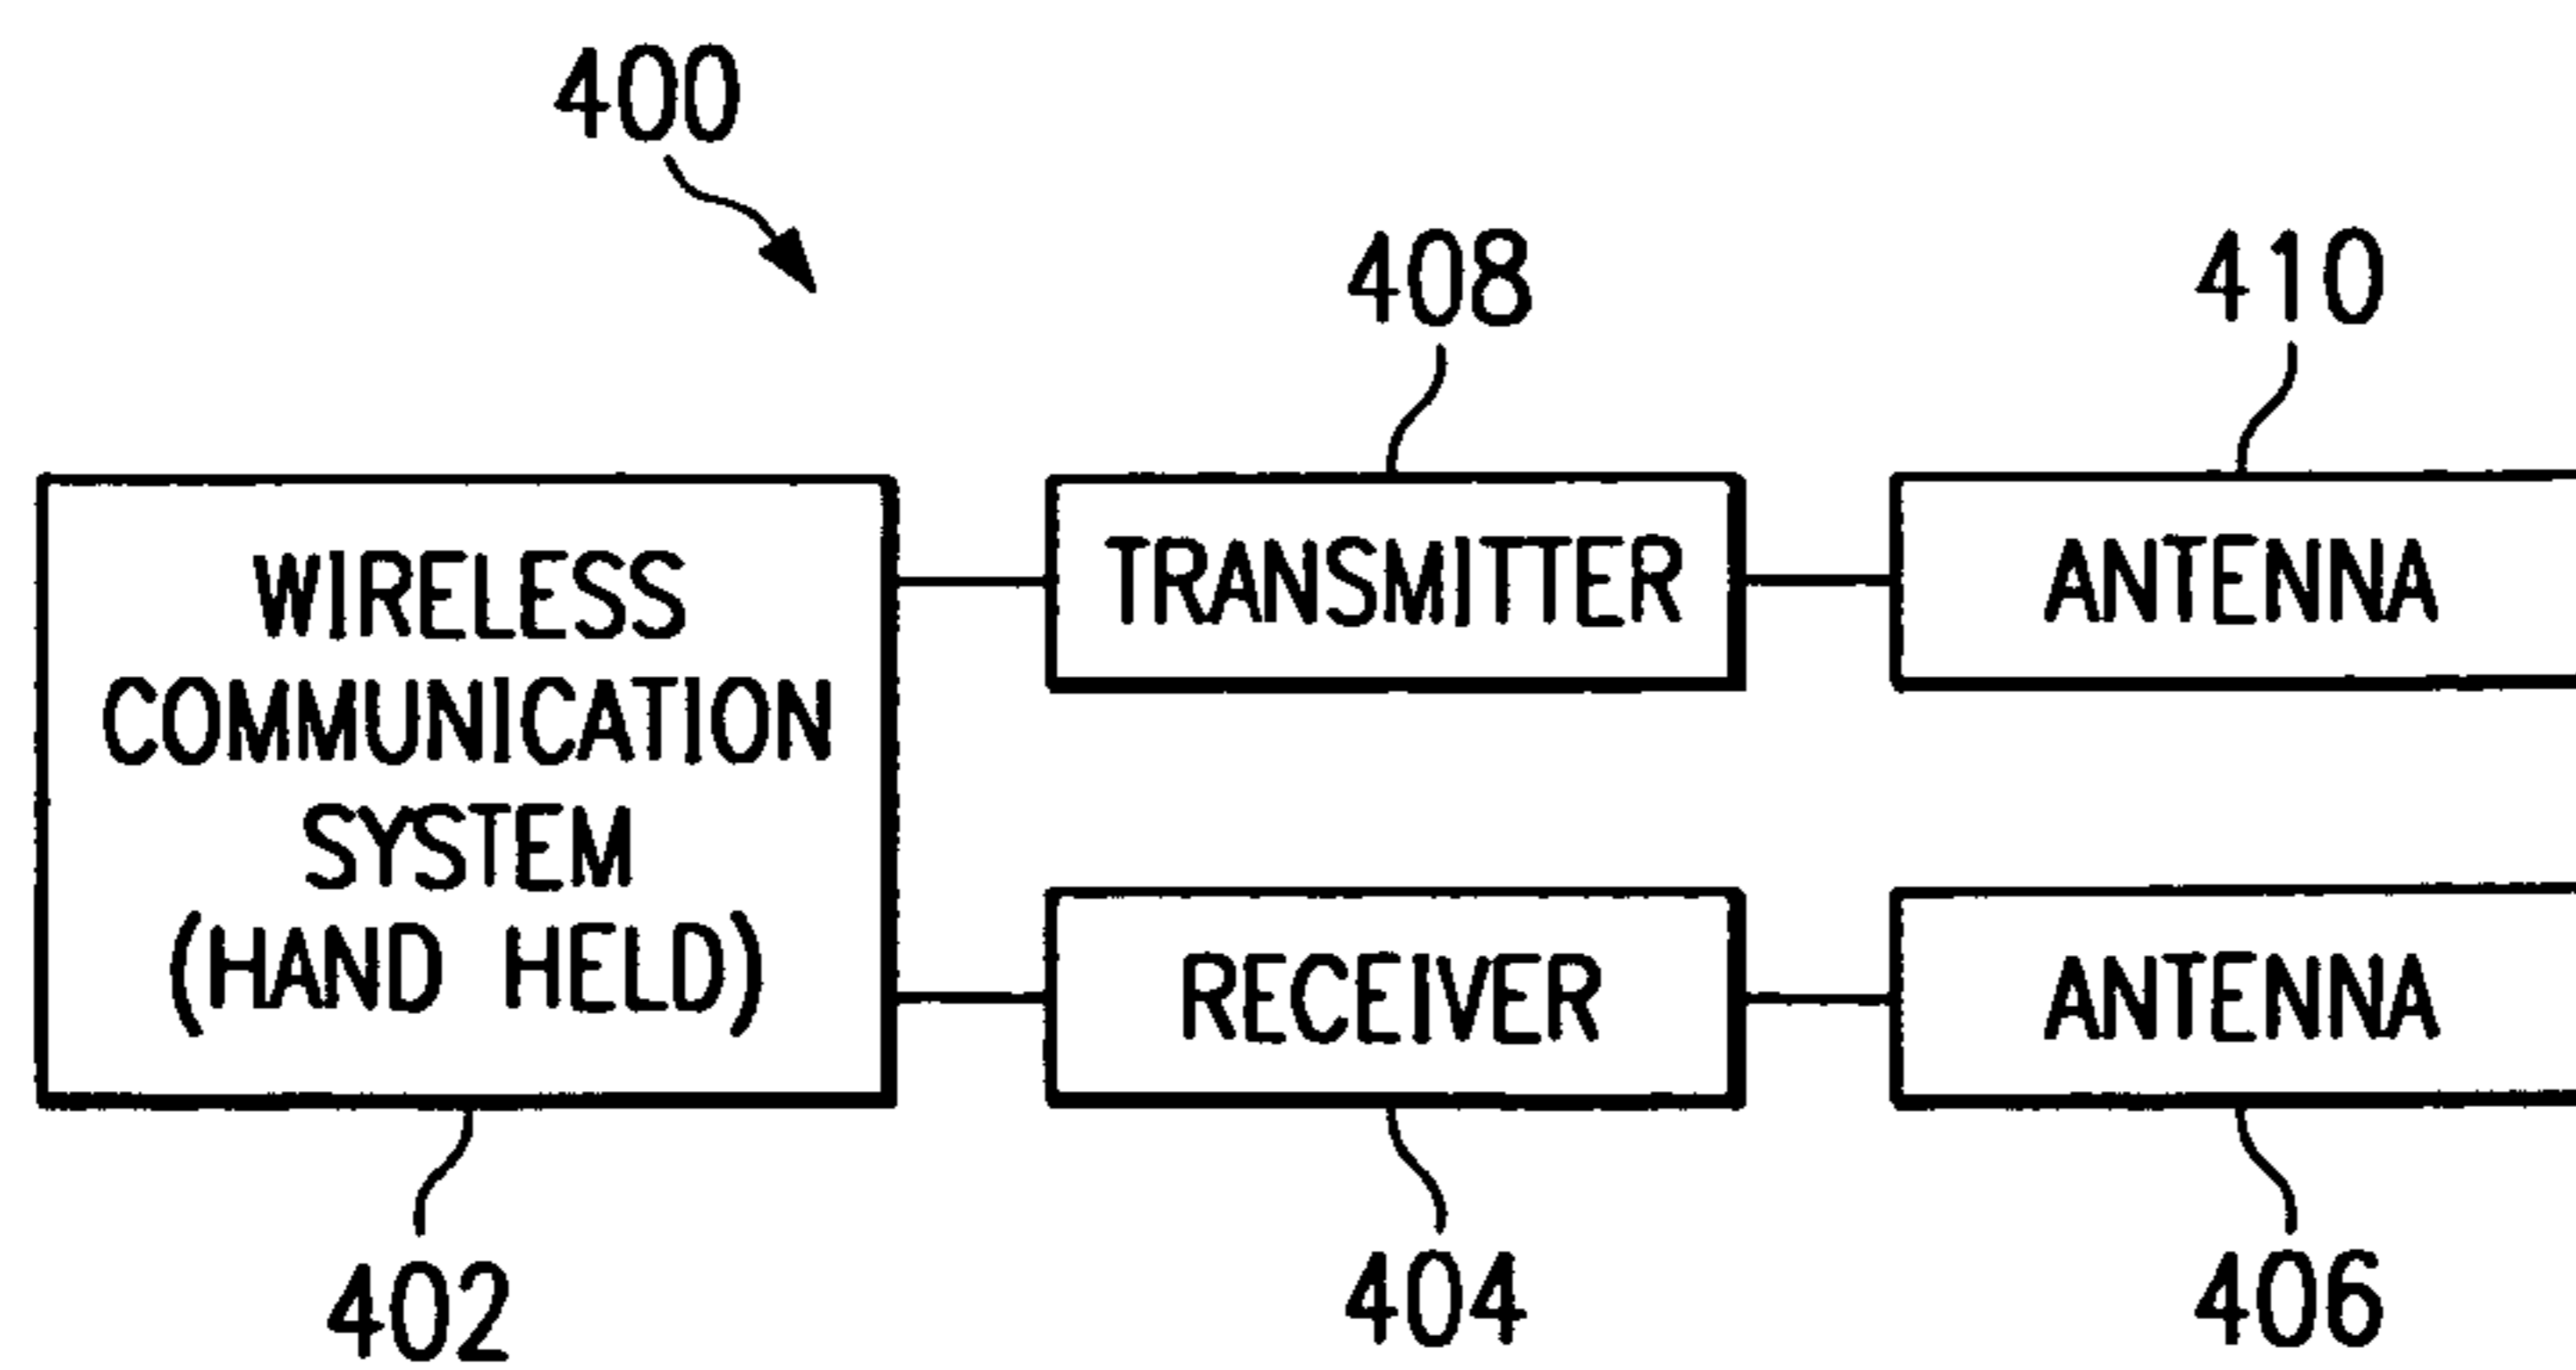 400
408
410
WIRELESS
COMMUNICATION
SYSTEM
(HAND HELD)
TRANSMITTER
ANTENNA
RECEIVER
ANTENNA
402
404
406